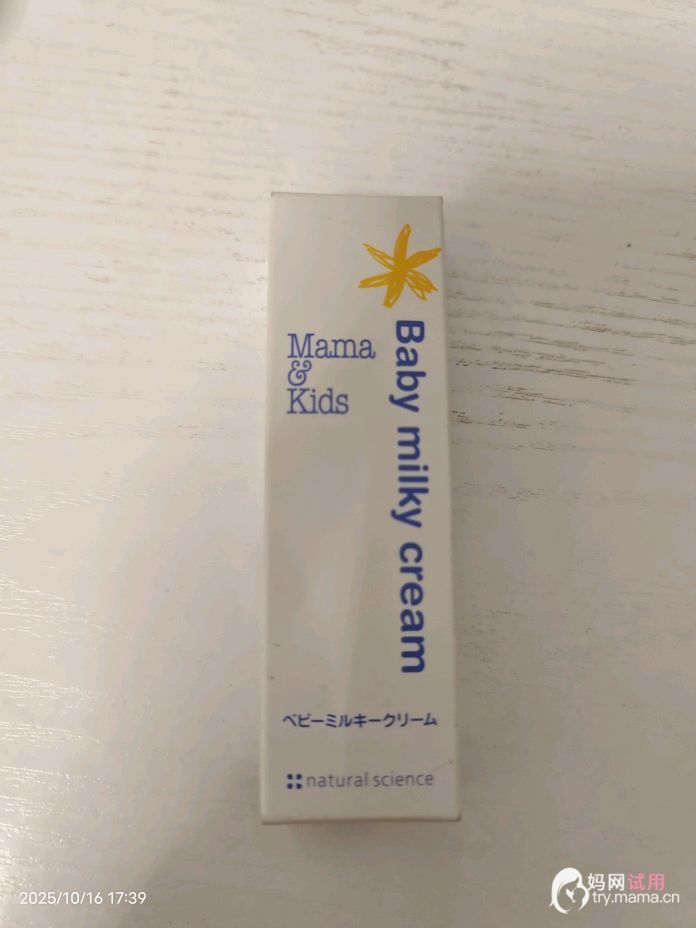 Mama
&
Kids
Baby milky cream
ベビーミルキークリーム
natural science
2025/10/16 17:39
妈网试用
try.mama.cn